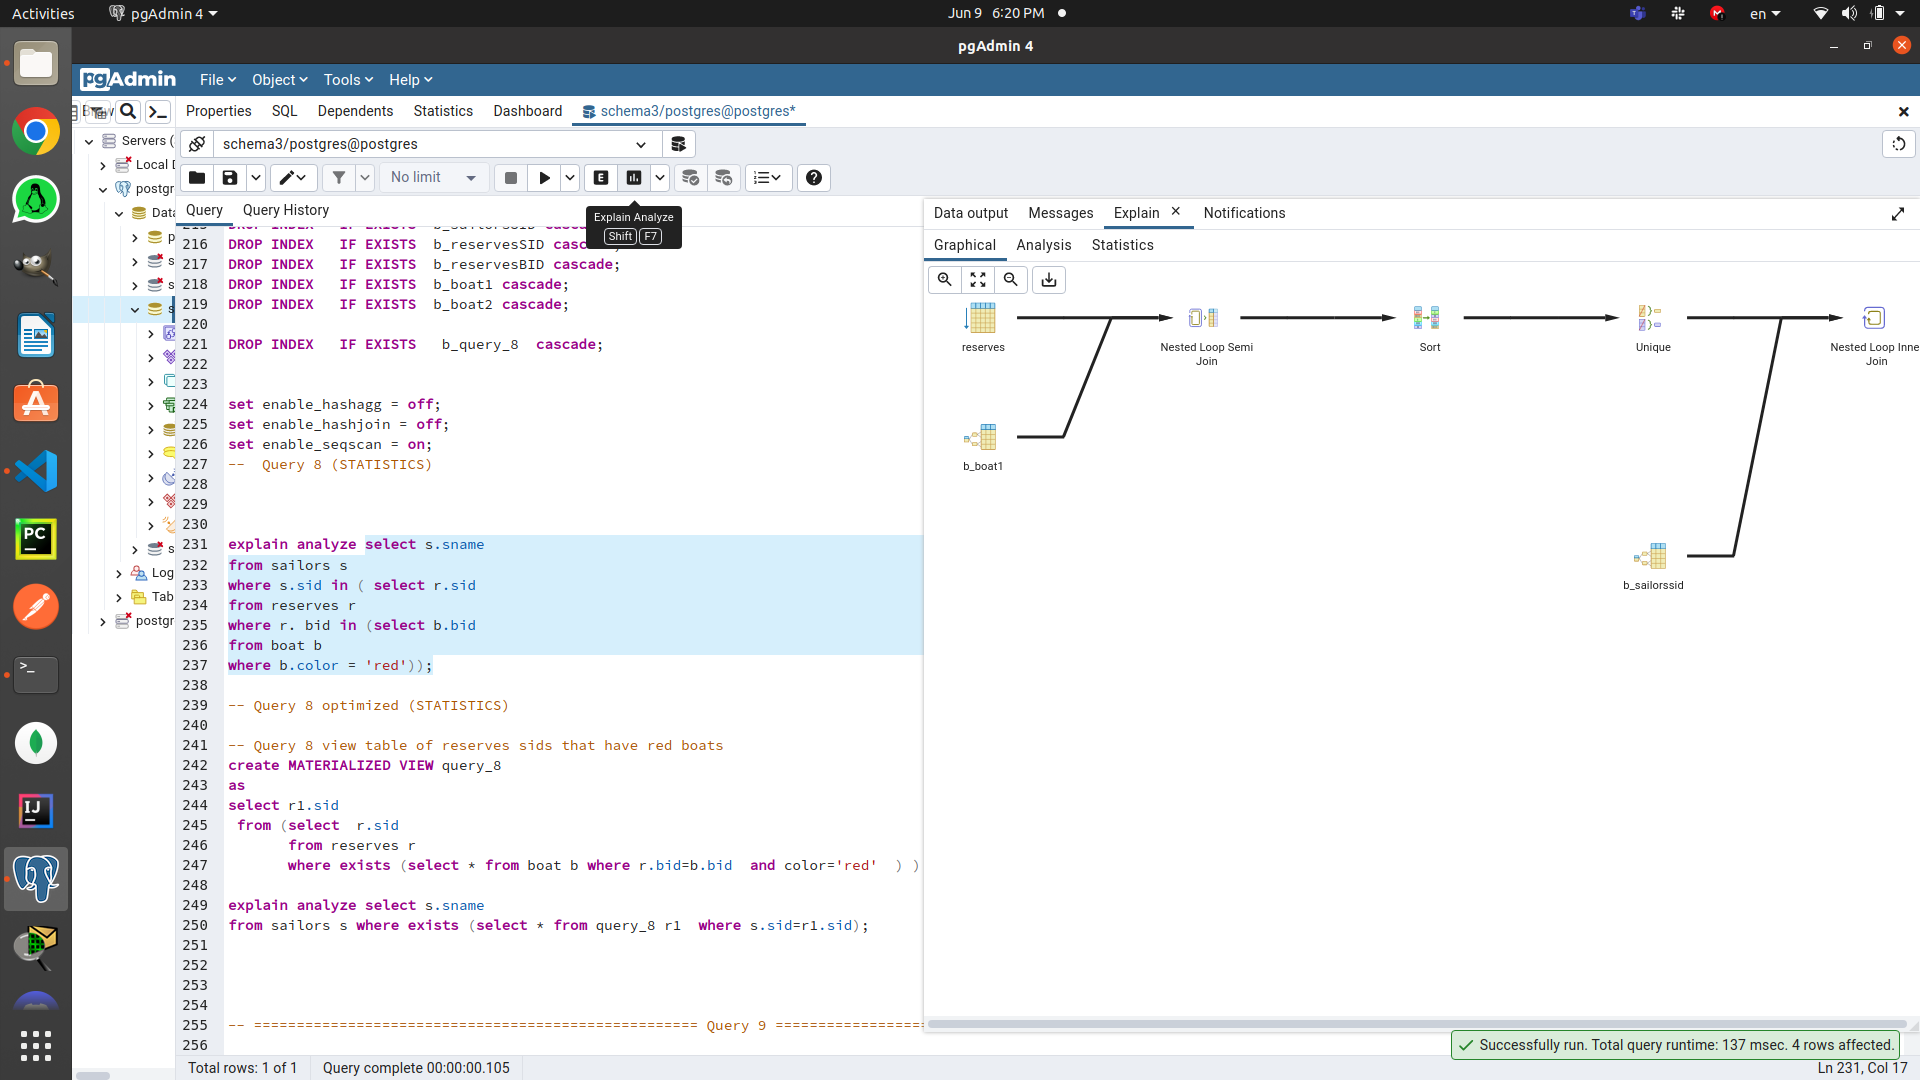 Activities
pgAdmin 4
Jun 9 6:20 PM
en
pgAdmin 4
pgAdmin
File
Object
Tools
Help
Properties
SQL
Dependents
Statistics
Dashboard
schema3/postgres@postgres*
Servers (
Local D
postgr
Data
p
s
s
s
s
Log
Tab
postgr
schema3/postgres@postgres
No limit
E
Explain Analyze
Shift F7
Query
Query History
216 DROP INDEX   IF EXISTS  b_reservesSID casc
217 DROP INDEX   IF EXISTS  b_reservesBID cascade;
218 DROP INDEX   IF EXISTS  b_boat1 cascade;
219 DROP INDEX   IF EXISTS  b_boat2 cascade;
220
221 DROP INDEX   IF EXISTS   b_query_8  cascade;
222
223
224 set enable_hashagg = off;
225 set enable_hashjoin = off;
226 set enable_seqscan = on;
227 --  Query 8 (STATISTICS)
228
229
230
231 explain analyze select s.sname
232 from sailors s
233 where s.sid in ( select r.sid
234 from reserves r
235 where r. bid in (select b.bid
236 from boat b
237 where b.color = 'red'));
238
239 -- Query 8 optimized (STATISTICS)
240
241 -- Query 8 view table of reserves sids that have red boats
242 create MATERIALIZED VIEW query_8
243 as
244 select r1.sid
245  from (select  r.sid
246        from reserves r
247        where exists (select * from boat b where r.bid=b.bid  and color='red'  ) )
248
249 explain analyze select s.sname
250 from sailors s where exists (select * from query_8 r1  where s.sid=r1.sid);
251
252
253
254
255 -- ==================================================== Query 9 ==================
256
Data output
Messages
Explain
Notifications
Graphical
Analysis
Statistics
reserves
Nested Loop Semi
Join
Sort
Unique
Nested Loop Inne
Join
b_boat1
b_sailorssid
Successfully run. Total query runtime: 137 msec. 4 rows affected.
Total rows: 1 of 1
Query complete 00:00:00.105
Ln 231, Col 17